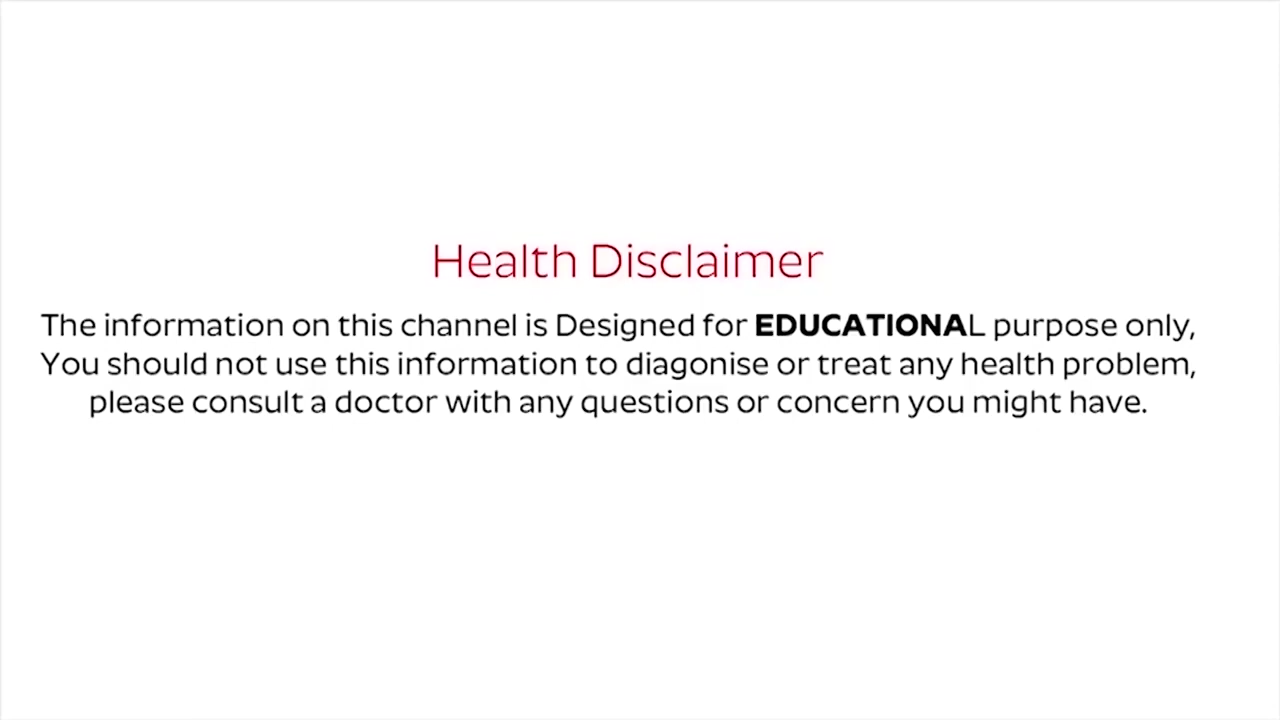 Health Disclaimer
The information on this channel is Designed for EDUCATIONAL purpose only,
You should not use this information to diagonise or treat any health problem,
please consult a doctor with any questions or concern you might have.